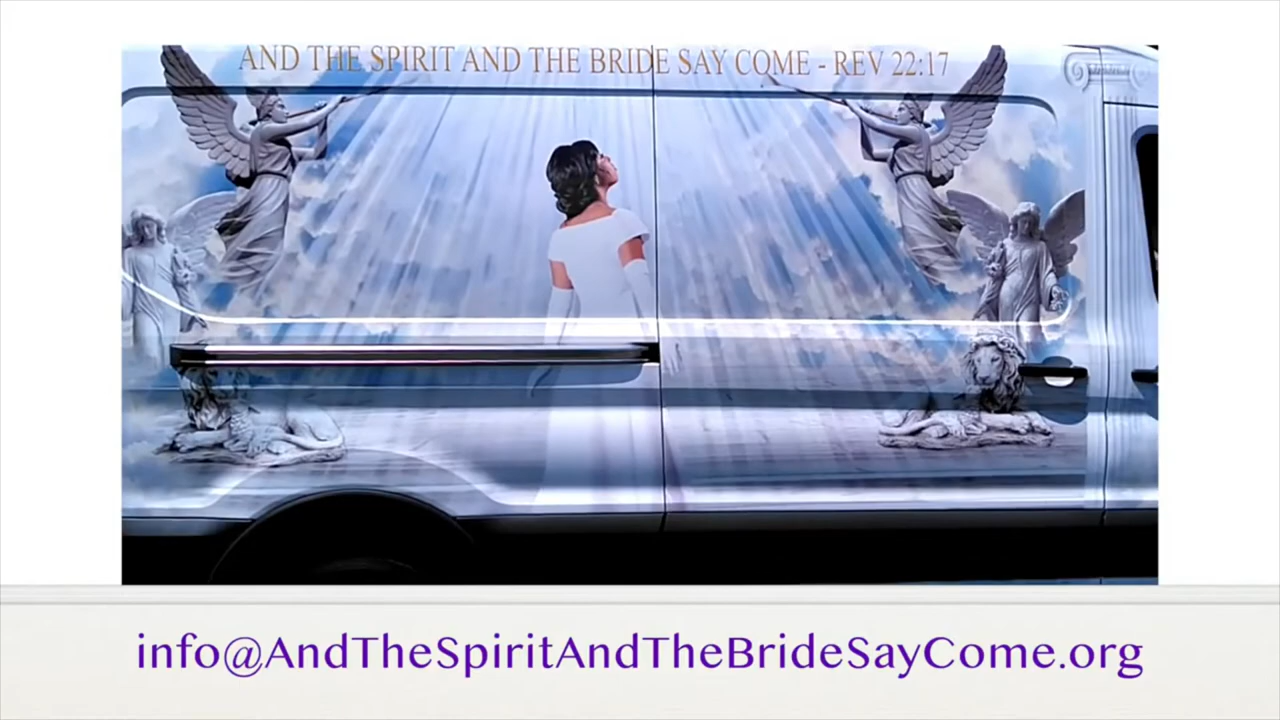 AND THE SPIRIT AND THE BRIDE SAY COME - REV 22:17
info@AndTheSpiritAndTheBrideSayCome.org